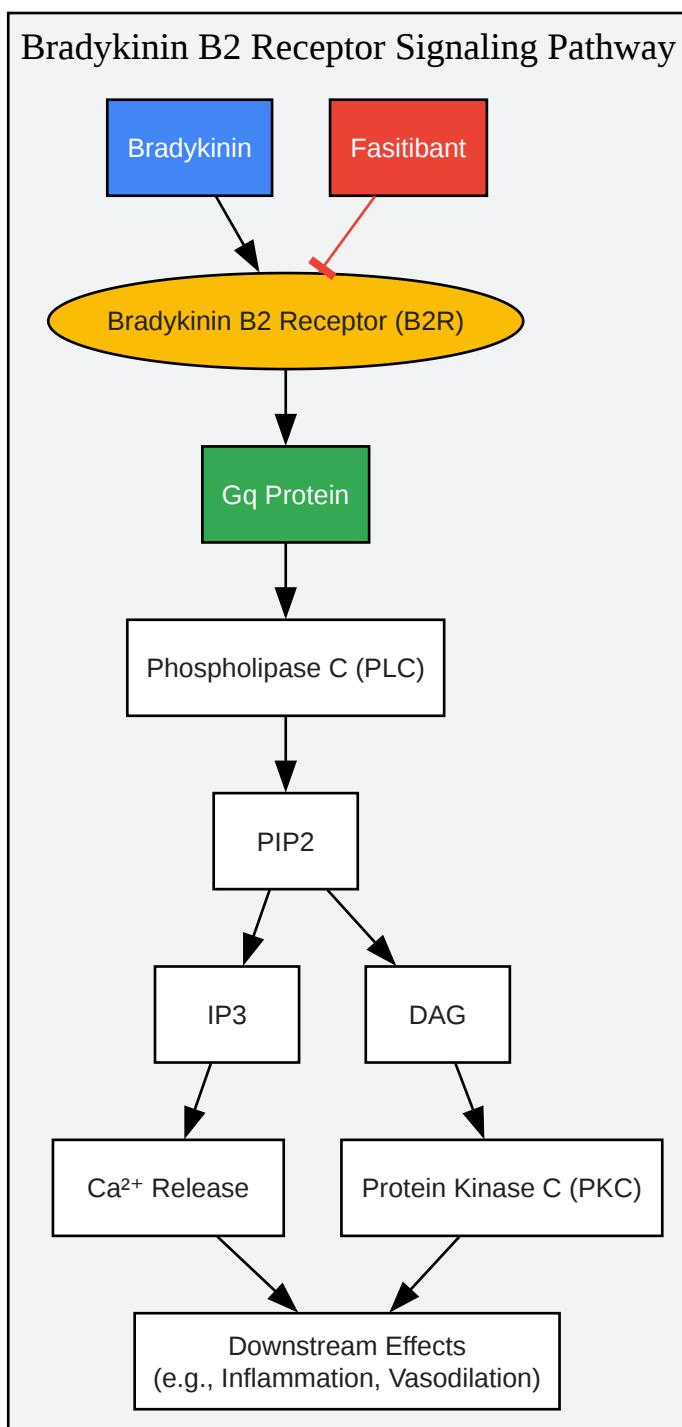 Bradykinin B2 Receptor Signaling Pathway
Bradykinin
Fasitibant
Bradykinin B2 Receptor (B2R)
Gq Protein
Phospholipase C (PLC)
PIP2
IP3
DAG
Ca²⁺ Release
Protein Kinase C (PKC)
Downstream Effects
(e.g., Inflammation, Vasodilation)